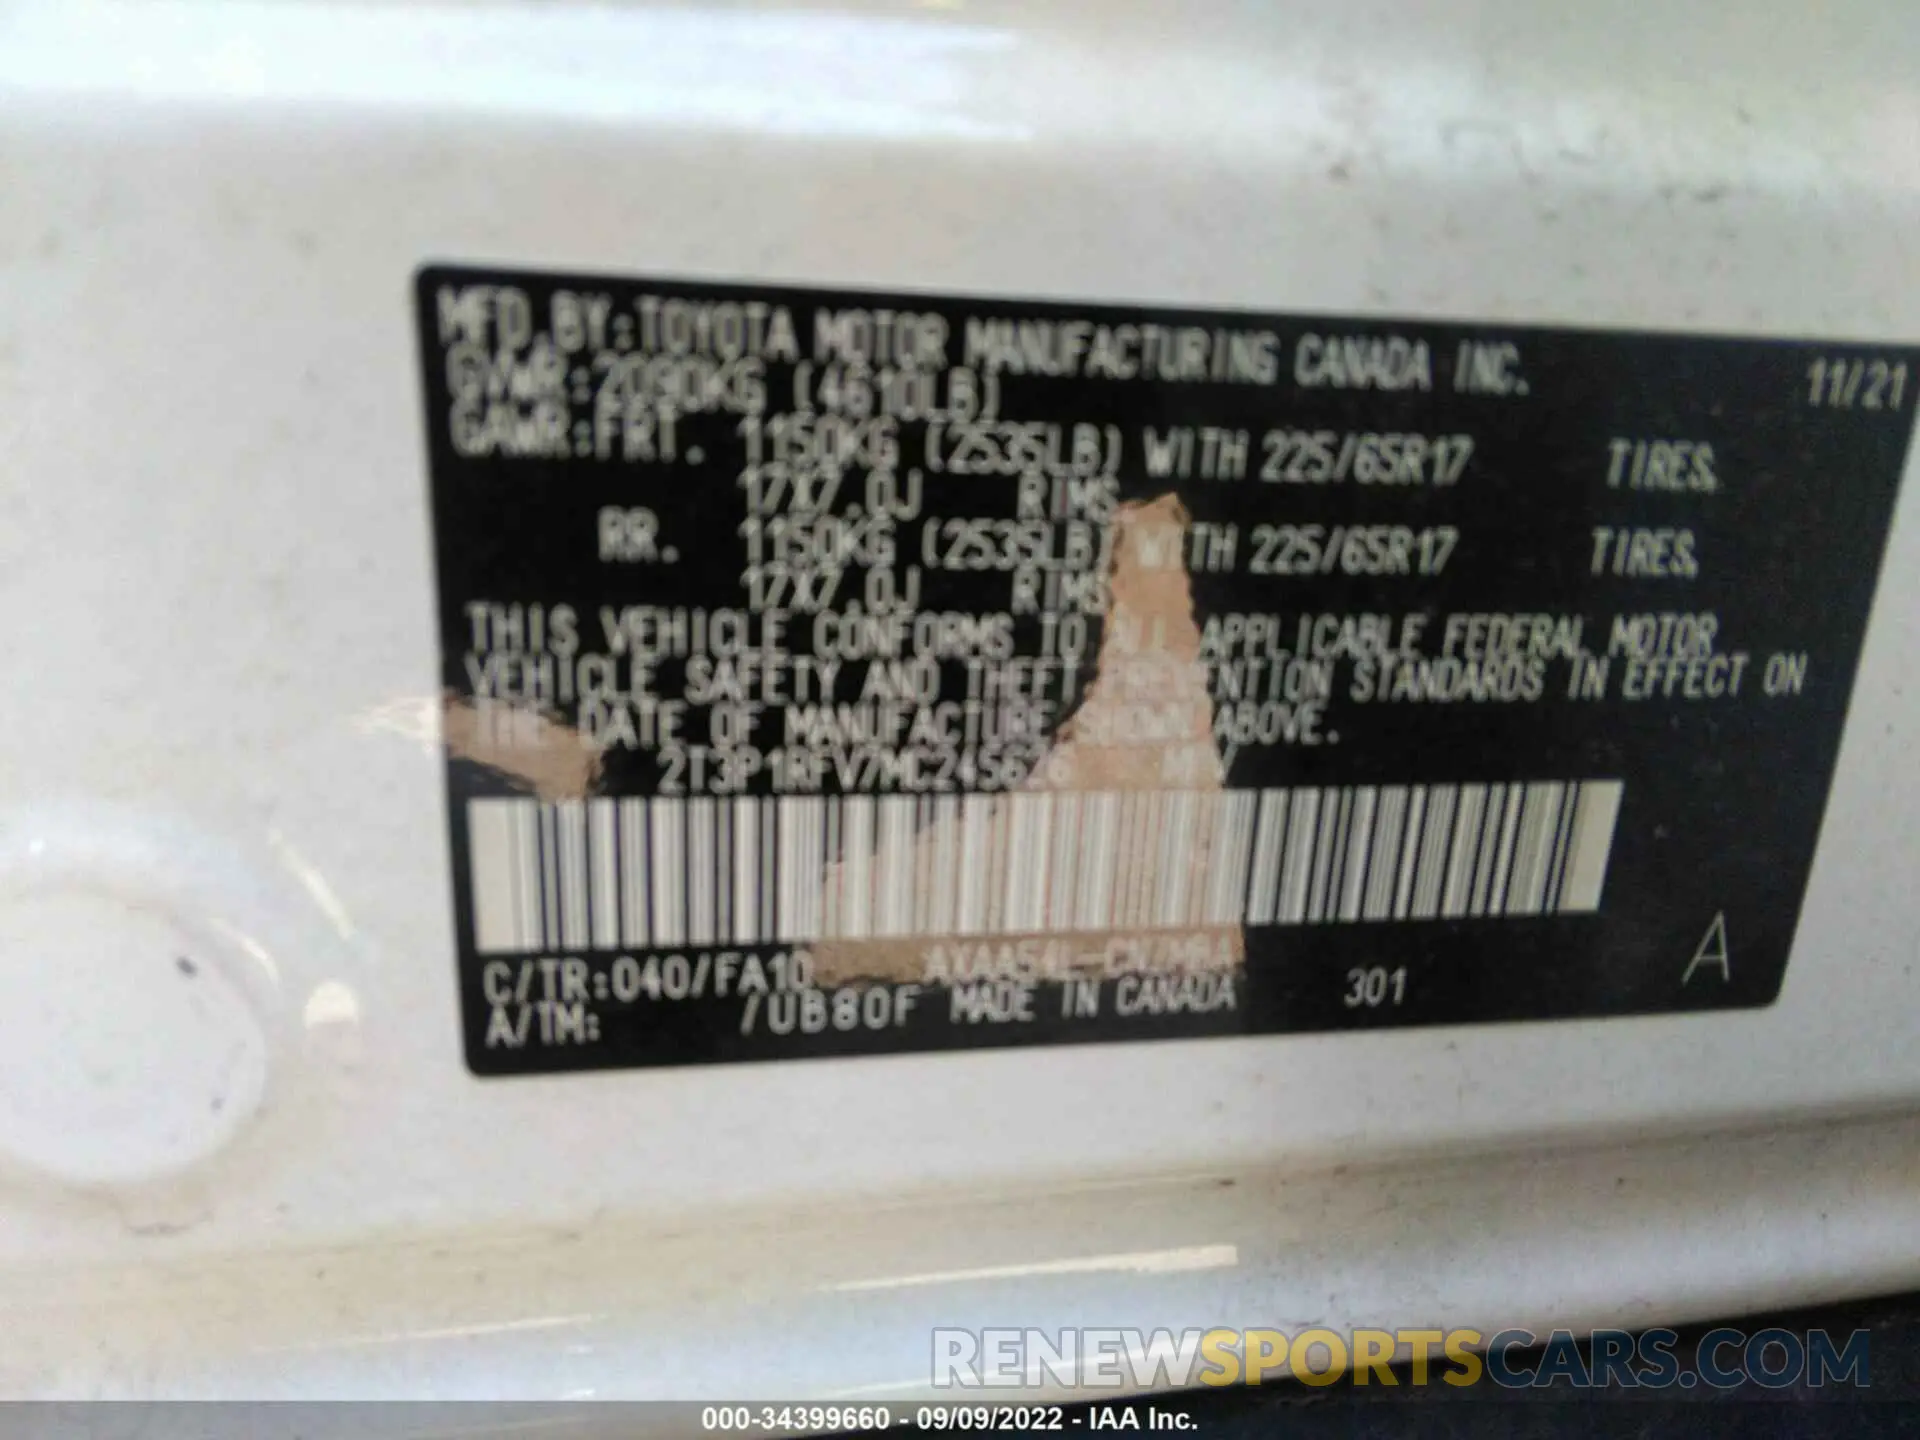 MFD.BY:TOYOTA MOTOR MANUFACTURING CANADA INC. 11/21
GVWR:2090KG (4610LB)
GAWR:FRT. 1150KG (2535LB) WITH 225/65R17 TIRES.
17X7.0J RIMS
RR. 1150KG (2535LB) WITH 225/65R17 TIRES.
17X7.0J RIMS
THIS VEHICLE CONFORMS TO ALL APPLICABLE FEDERAL MOTOR
VEHICLE SAFETY AND THEFT PREVENTION STANDARDS IN EFFECT ON
THE DATE OF MANUFACTURE SHOWN ABOVE.
2T3P1RFV7MC245626
C/TR:040/FA10
A/TM: /UB80F MADE IN CANADA 301 A
RENEWSPORTSCARS.COM
000-34399660 - 09/09/2022 - IAA Inc.